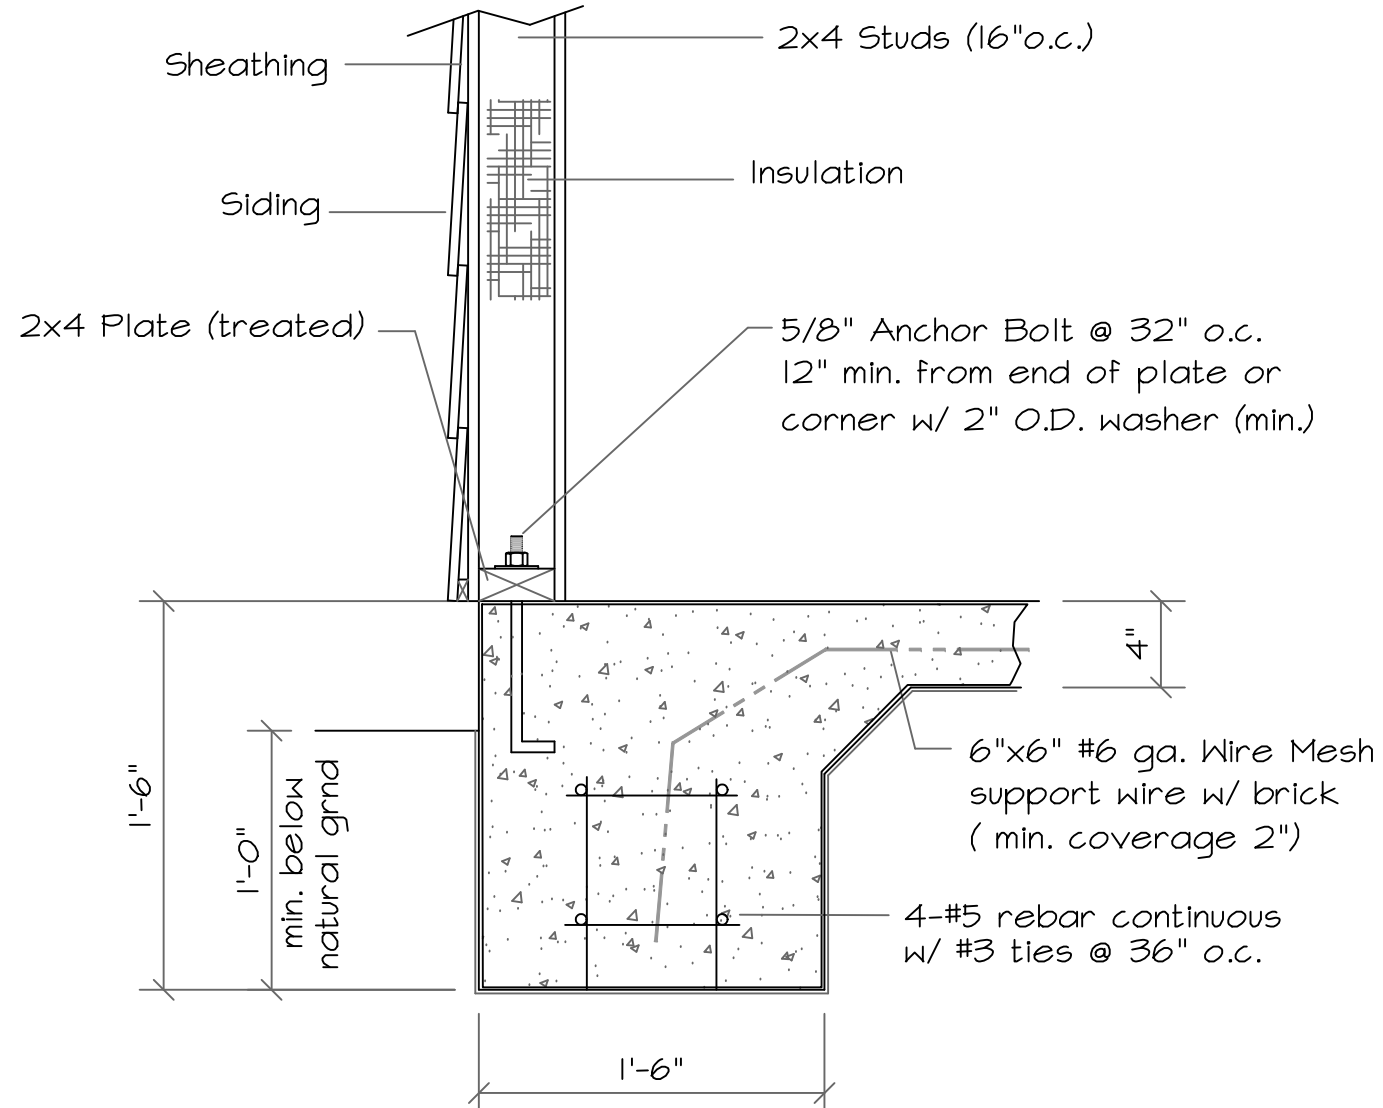 2x4 Studs (16"o.c.)
Sheathing
Insulation
Siding
2x4 Plate (treated)
5/8" Anchor Bolt @ 32" o.c.
12" min. from end of plate or
corner w/ 2" O.D. washer (min.)
4"
6"x6" #6 ga. Wire Mesh
support wire w/ brick
( min. coverage 2")
1'-6"
1'-0"
min. below
natural grnd
4-#5 rebar continuous
w/ #3 ties @ 36" o.c.
1'-6"